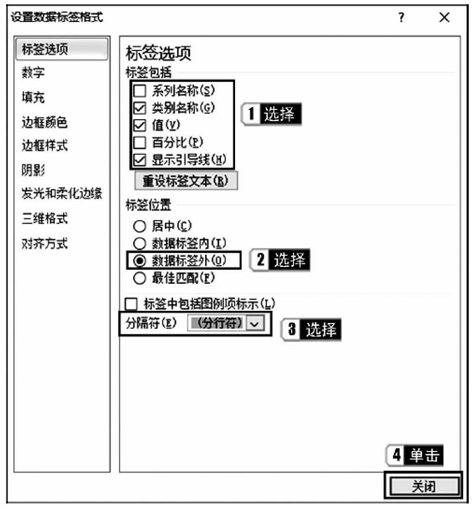 设置数据标签格式 ? ×
标签选项
数字
填充
边框颜色
边框样式
阴影
发光和柔化边缘
三维格式
对齐方式
标签选项
标签包括
系列名称(S)
类别名称(G)
值(V)
百分比(P)
显示引导线(H)
1 选择
重设标签文本(R)
标签位置
居中(C)
数据标签内(I)
数据标签外(O)
2 选择
最佳匹配(F)
标签中包括图例项标示(L)
分隔符(E) (分行符)
3 选择
4 单击
关闭